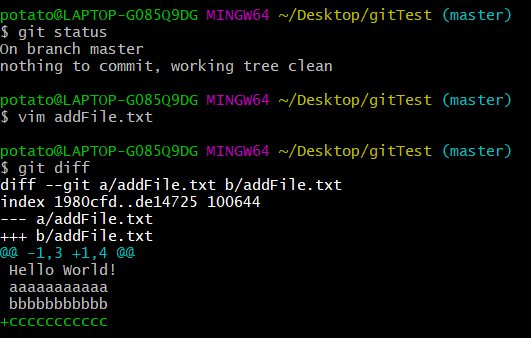 potato@LAPTOP-GO85Q9DG MINGW64 ~/Desktop/gitTest (master)
$ git status
On branch master
nothing to commit, working tree clean

potato@LAPTOP-GO85Q9DG MINGW64 ~/Desktop/gitTest (master)
$ vim addFile.txt

potato@LAPTOP-GO85Q9DG MINGW64 ~/Desktop/gitTest (master)
$ git diff
diff --git a/addFile.txt b/addFile.txt
index 1980cfd..de14725 100644
--- a/addFile.txt
+++ b/addFile.txt
@@ -1,3 +1,4 @@
 Hello World!
 aaaaaaaaaaa
 bbbbbbbbbbb
+ccccccccccc